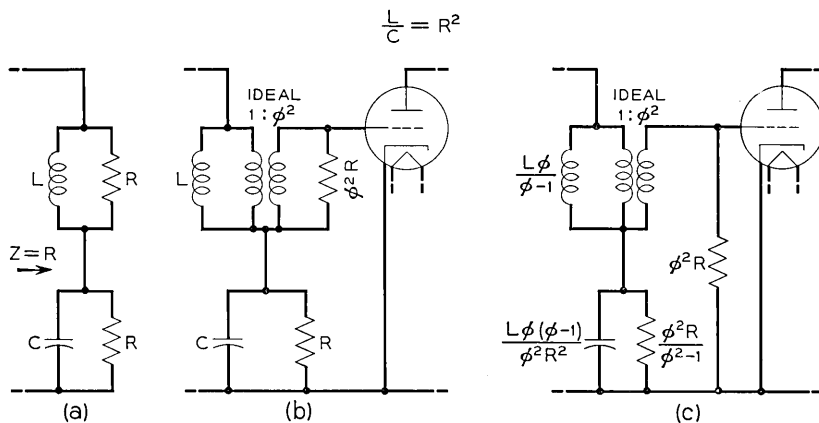 L/C = R²
IDEAL
1:ϕ²
L
R
Z=R
C
R
(a)
L
ϕ²R
C
R
(b)
IDEAL
1:ϕ²
Lϕ/ϕ-1
ϕ²R
Lϕ(ϕ-1)/ϕ²R²
ϕ²R/ϕ²-1
(c)